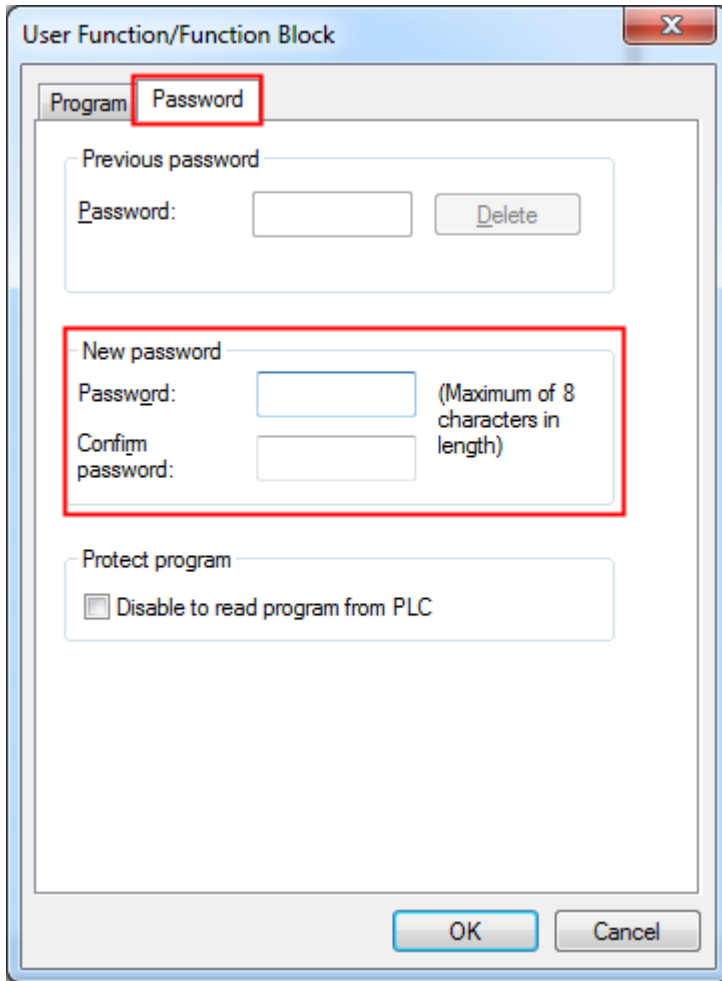 User Function/Function Block
x
Program Password
Previous password
Password: Delete
New password
Password: (Maximum of 8
characters in
length)
Confirm
password:
Protect program
Disable to read program from PLC
OK Cancel